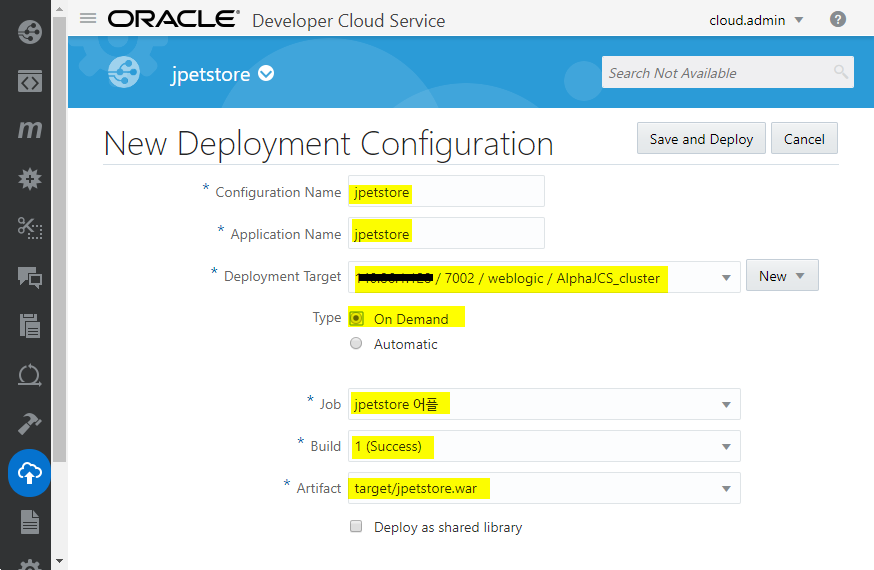 ORACLE® Developer Cloud Service
cloud.admin
?
jpetstore
Search Not Available
New Deployment Configuration
Save and Deploy
Cancel
* Configuration Name jpetstore
* Application Name jpetstore
* Deployment Target / 7002 / weblogic / AlphaJCS_cluster New
Type On Demand
Automatic
* Job jpetstore 어플
* Build 1 (Success)
* Artifact target/jpetstore.war
Deploy as shared library
m